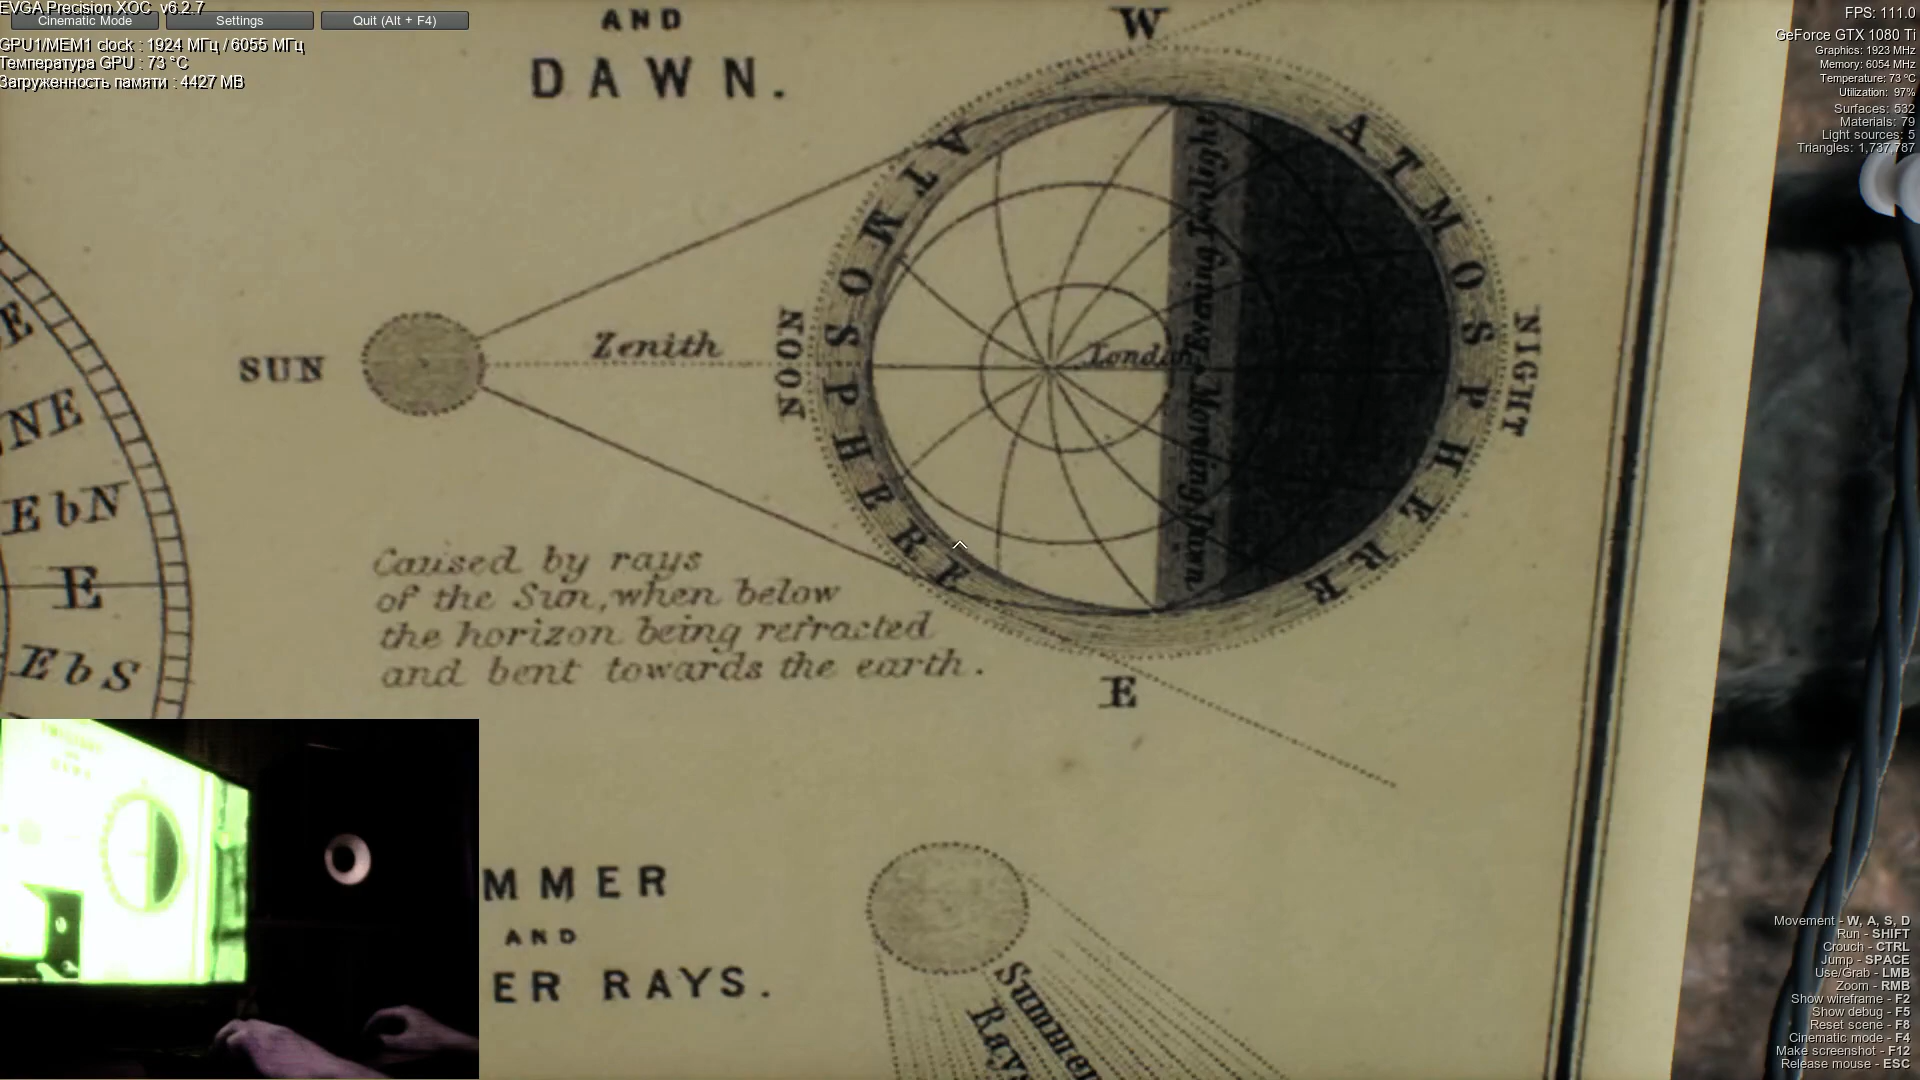 EVGA Precision XOC v6.2.7
Cinematic Mode
Settings
Quit (Alt + F4)
GPU1/MEM1 clock : 1924 МГц / 6055 МГц
Температура GPU : 73 °C
Загруженность памяти : 4427 MB
FPS: 111.0
GeForce GTX 1080 Ti
Graphics: 1923 MHz
Memory: 6054 MHz
Temperature: 73 °C
Utilization: 97%
Surfaces: 532
Materials: 79
Light sources: 5
Triangles: 1,737,787
AND
DAWN.
W
ATMOSPHERE
ATMOSPHERR
Evening Twilight
Morning Dawn
London
Zenith
SUN
NOON
NIGHT
E
NE
EbN
E
EbS
Caused by rays
of the Sun, when below
the horizon being refracted
and bent towards the earth.
E
MMER
AND
ER RAYS.
Summer
Rays
Movement - W, A, S, D
Run - SHIFT
Crouch - CTRL
Jump - SPACE
Use/Grab - LMB
Zoom - RMB
Show wireframe - F2
Show debug - F5
Reset scene - F8
Cinematic mode - F4
Make screenshot - F12
Release mouse - ESC